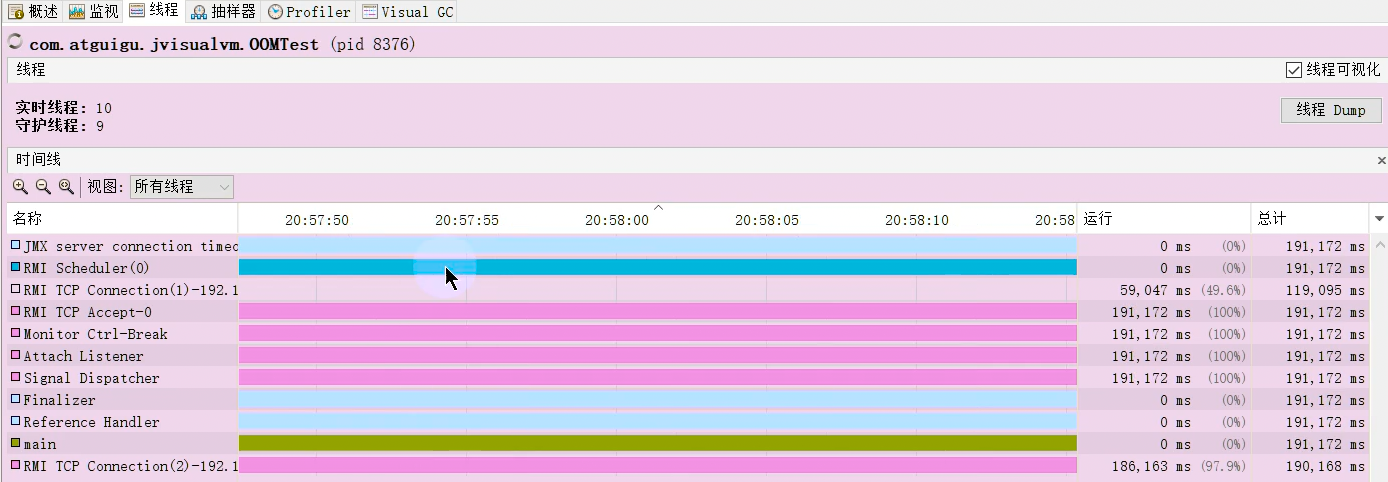 概述 监视 线程 抽样器 Profiler Visual GC
com.atguigu.jvisualvm.OOMTest (pid 8376)
线程 线程可视化
实时线程: 10
守护线程: 9
线程 Dump
时间线
视图: 所有线程
名称 20:57:50 20:57:55 20:58:00 20:58:05 20:58:10 20:58 运行 总计
JMX server connection timeo 0 ms (0%) 191,172 ms
RMI Scheduler(0) 0 ms (0%) 191,172 ms
RMI TCP Connection(1)-192.1 59,047 ms (49.6%) 119,095 ms
RMI TCP Accept-0 191,172 ms (100%) 191,172 ms
Monitor Ctrl-Break 191,172 ms (100%) 191,172 ms
Attach Listener 191,172 ms (100%) 191,172 ms
Signal Dispatcher 191,172 ms (100%) 191,172 ms
Finalizer 0 ms (0%) 191,172 ms
Reference Handler 0 ms (0%) 191,172 ms
main 0 ms (0%) 191,172 ms
RMI TCP Connection(2)-192.1 186,163 ms (97.9%) 190,168 ms